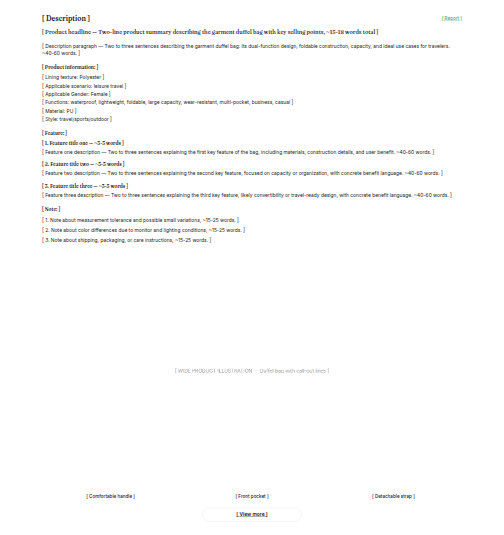 [ Description ]
[ Report ]
[ Product headline — Two-line product summary describing the garment duffel bag with key selling points, ~15-18 words total ]
[ Description paragraph — Two to three sentences describing the garment duffel bag: its dual-function design, foldable construction, capacity, and ideal use cases for travelers.
~40-60 words. ]
[ Product information: ]
[ Lining texture: Polyester ]
[ Applicable scenario: leisure travel ]
[ Applicable Gender: Female ]
[ Functions: waterproof, lightweight, foldable, large capacity, wear-resistant, multi-pocket, business, casual ]
[ Material: PU ]
[ Style: travel/sports/outdoor ]
[ Feature: ]
[ 1. Feature title one — ~3-5 words ]
[ Feature one description — Two to three sentences explaining the first key feature of the bag, including materials, construction details, and user benefit. ~40-60 words. ]
[ 2. Feature title two — ~3-5 words ]
[ Feature two description — Two to three sentences explaining the second key feature, focused on capacity or organization, with concrete benefit language. ~40-60 words. ]
[ 3. Feature title three — ~3-5 words ]
[ Feature three description — Two to three sentences explaining the third key feature, likely convertibility or travel-ready design, with concrete benefit language. ~40-60 words. ]
[ Note: ]
[ 1. Note about measurement tolerance and possible small variations, ~15-25 words. ]
[ 2. Note about color differences due to monitor and lighting conditions, ~15-25 words. ]
[ 3. Note about shipping, packaging, or care instructions, ~15-25 words. ]
[ WIDE PRODUCT ILLUSTRATION — Duffel bag with call-out lines ]
[ Comfortable handle ]
[ Front pocket ]
[ Detachable strap ]
[ View more ]